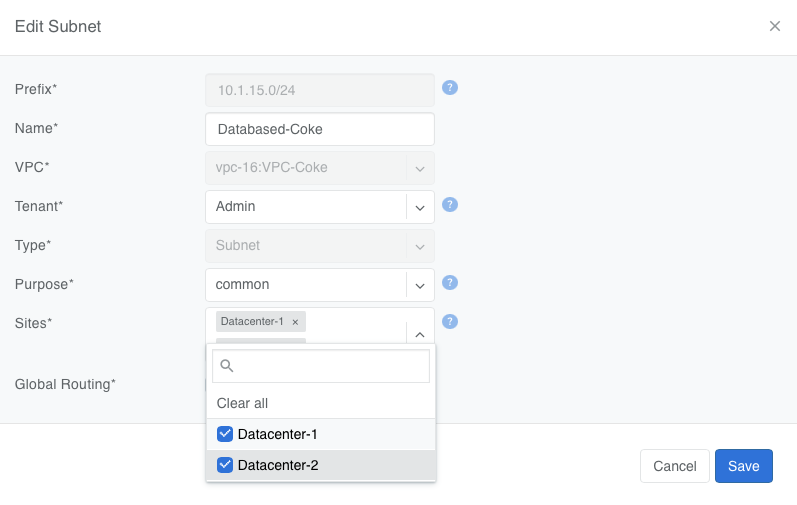 Edit Subnet ×
Prefix* 10.1.15.0/24 ?
Name* Databased-Coke
VPC* vpc-16:VPC-Coke
Tenant* Admin ?
Type* Subnet
Purpose* common ?
Sites* Datacenter-1 × ?
Global Routing*
Clear all
Datacenter-1
Datacenter-2
Cancel Save